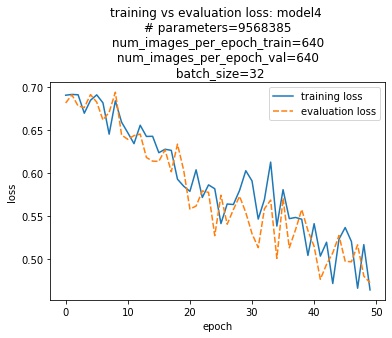 training vs evaluation loss: model4
# parameters=9568385
num_images_per_epoch_train=640
num_images_per_epoch_val=640
batch_size=32
training loss
evaluation loss
0.70
0.65
0.60
0.55
0.50
loss
0 10 20 30 40 50
epoch